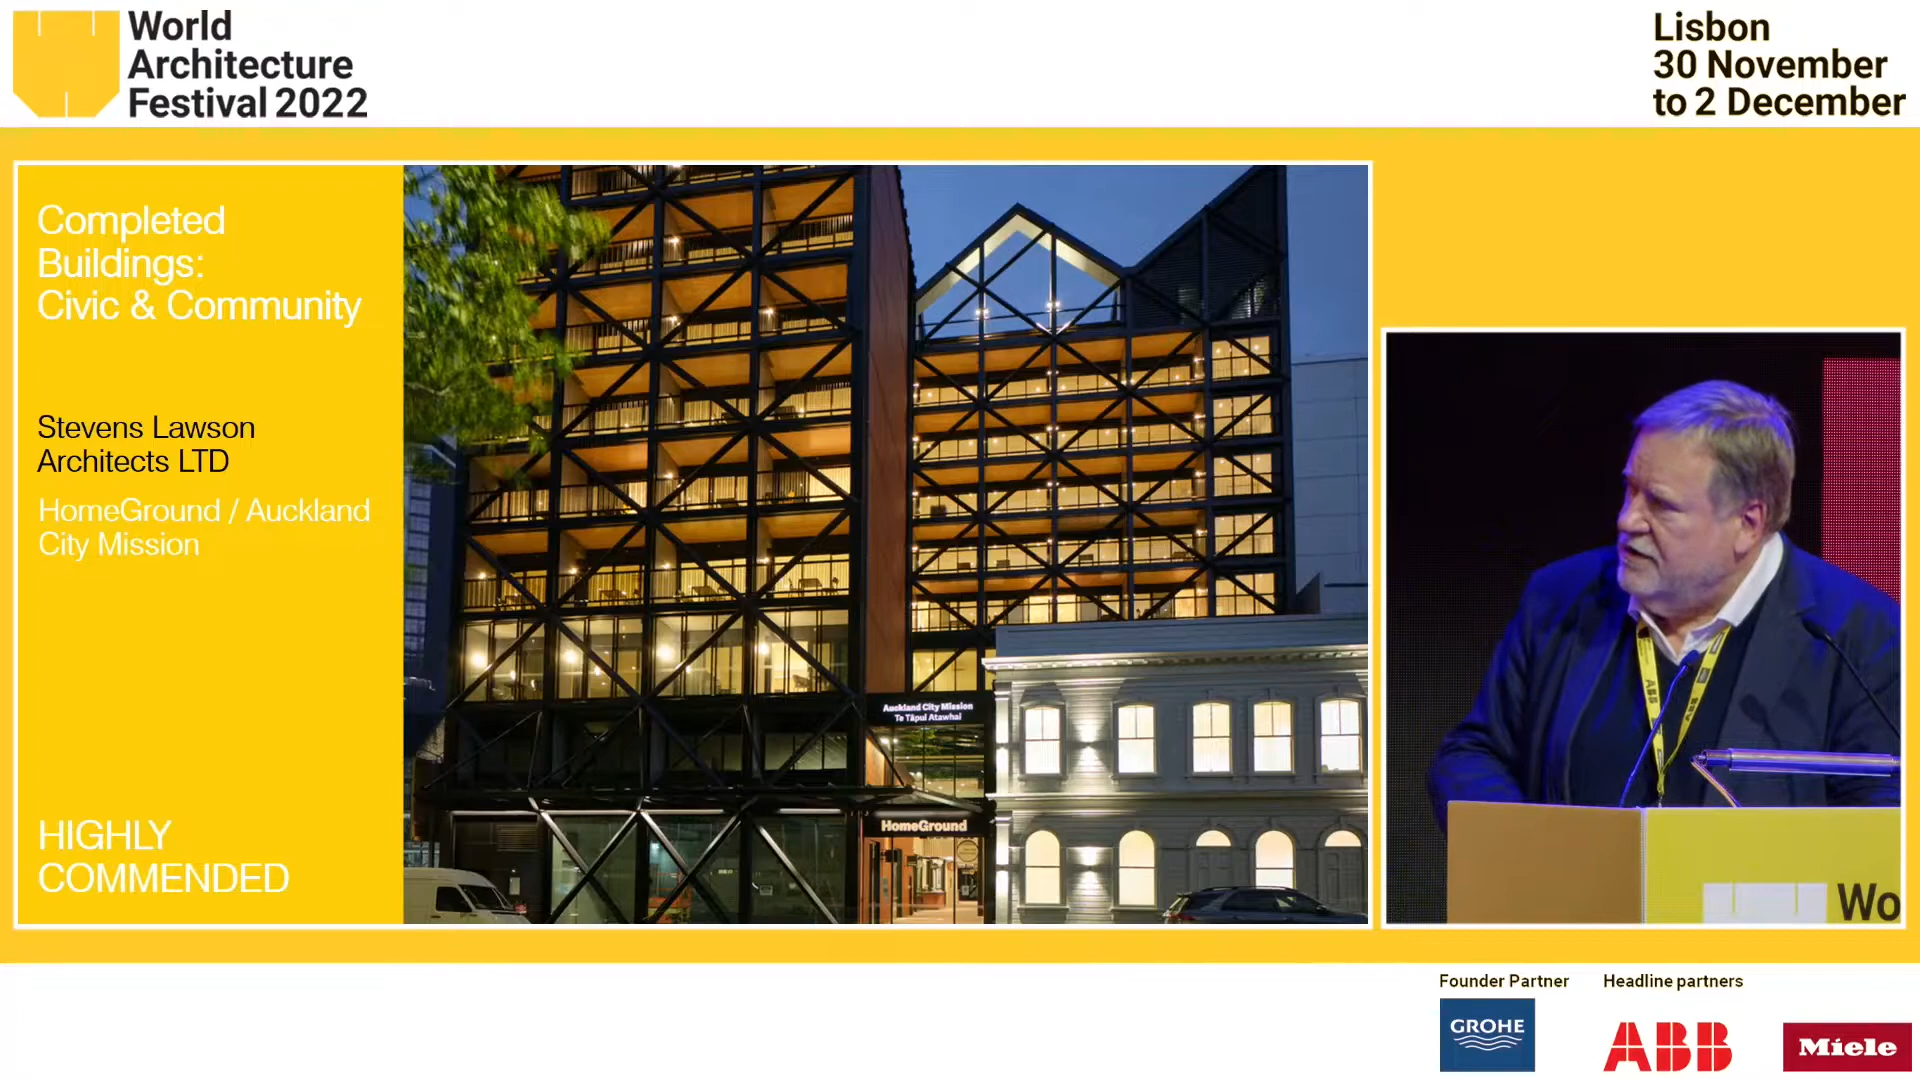 World
Architecture
Festival 2022
Lisbon
30 November
to 2 December
Completed
Buildings:
Civic & Community
Stevens Lawson
Architects LTD
HomeGround / Auckland
City Mission
HIGHLY
COMMENDED
Auckland City Mission
Te Tāpui Atawhai
HomeGround
ABB
ABB
Wo
Founder Partner
Headline partners
GROHE
ABB
Miele